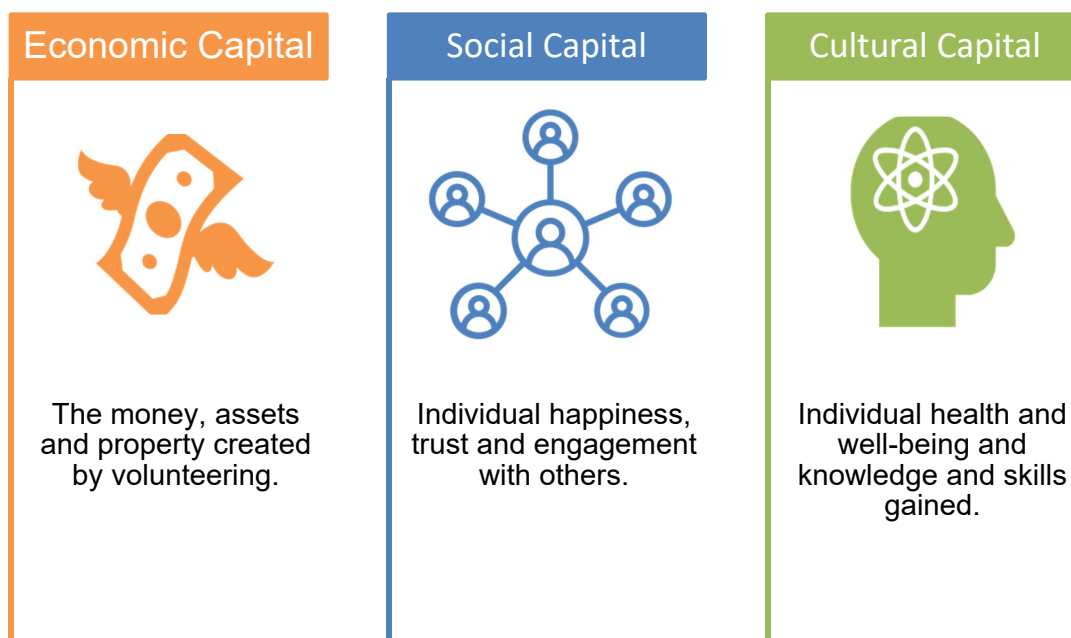 Economic Capital
The money, assets
and property created
by volunteering.
Social Capital
Individual happiness,
trust and engagement
with others.
Cultural Capital
Individual health and
well-being and
knowledge and skills
gained.